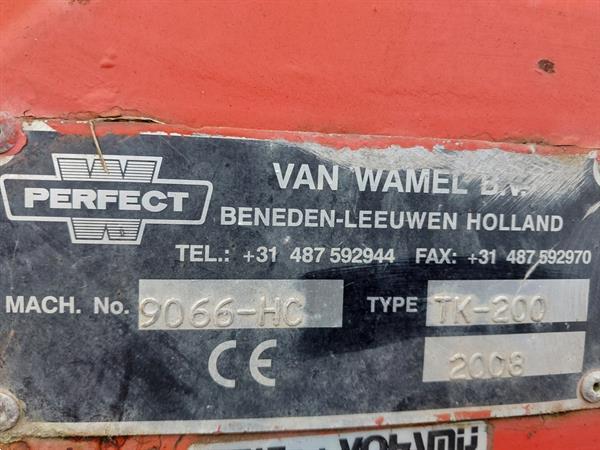 PERFECT
VAN WAMEL B.V.
BENEDEN-LEEUWEN HOLLAND
TEL.: +31 487 592944 FAX: +31 487 592970
MACH. No. 9066-HC TYPE TK-200
CE 2008